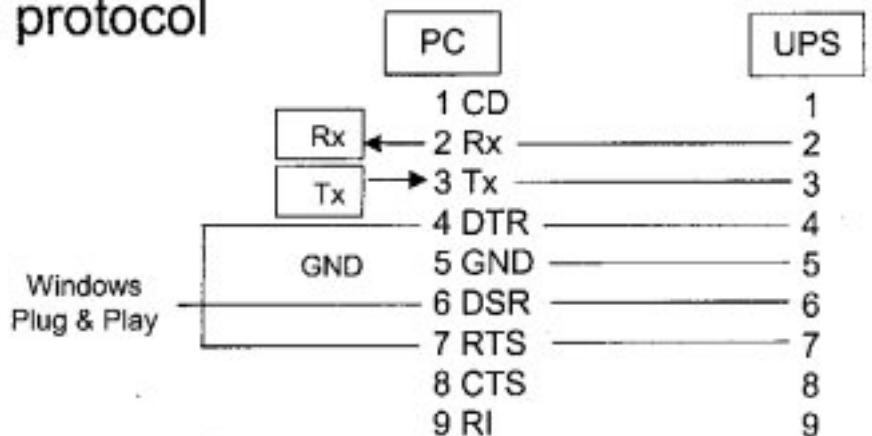 protocol
PC UPS
1 CD 1
Rx 2 Rx 2
Tx 3 Tx 3
4 DTR 4
GND 5 GND 5
Windows 6 DSR 6
Plug & Play 7 RTS 7
8 CTS 8
9 RI 9